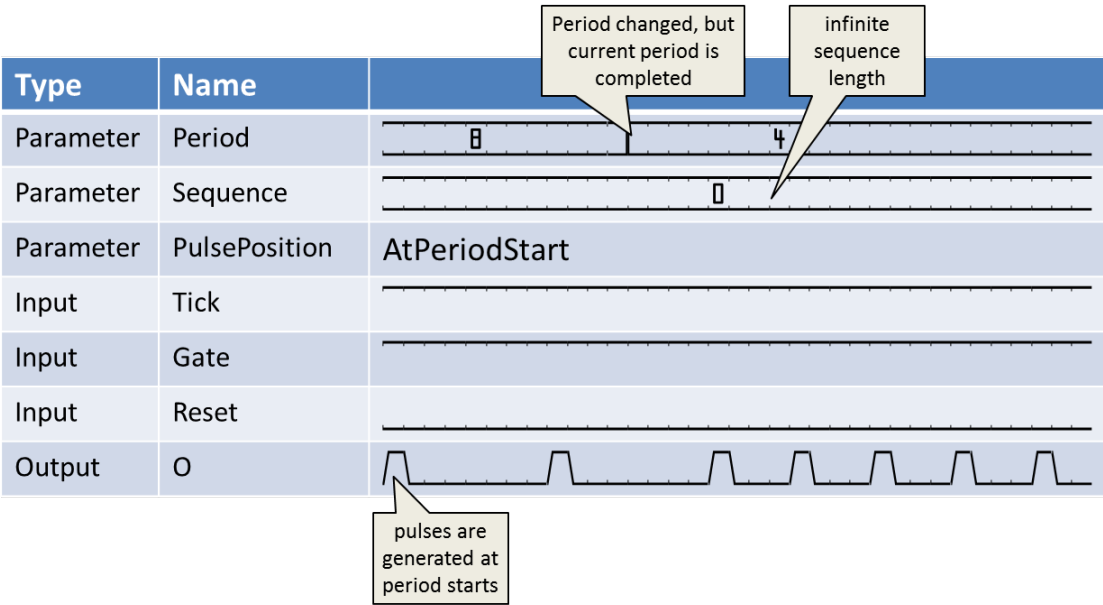 Period changed, but
current period is
completed
infinite
sequence
length
Type Name
Parameter Period 8 4
Parameter Sequence 0
Parameter PulsePosition AtPeriodStart
Input Tick
Input Gate
Input Reset
Output O
pulses are
generated at
period starts